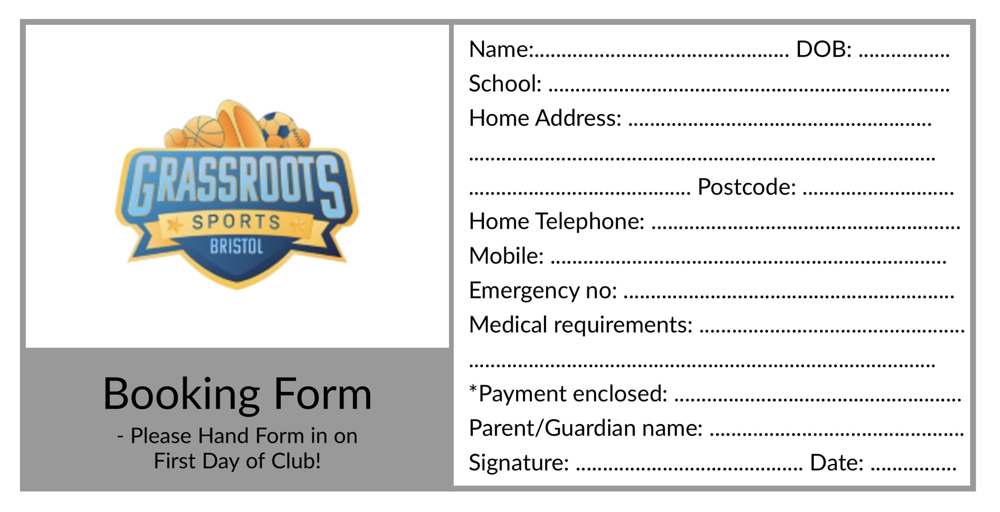 GRASSROOTS
SPORTS
BRISTOL
Booking Form
- Please Hand Form in on
First Day of Club!
Name:............................................... DOB: .................
School: ..........................................................................
Home Address: ........................................................
......................................................................................
......................................... Postcode: ............................
Home Telephone: .........................................................
Mobile: .........................................................................
Emergency no: .............................................................
Medical requirements: .................................................
......................................................................................
*Payment enclosed: .....................................................
Parent/Guardian name: ...............................................
Signature: .......................................... Date: ................